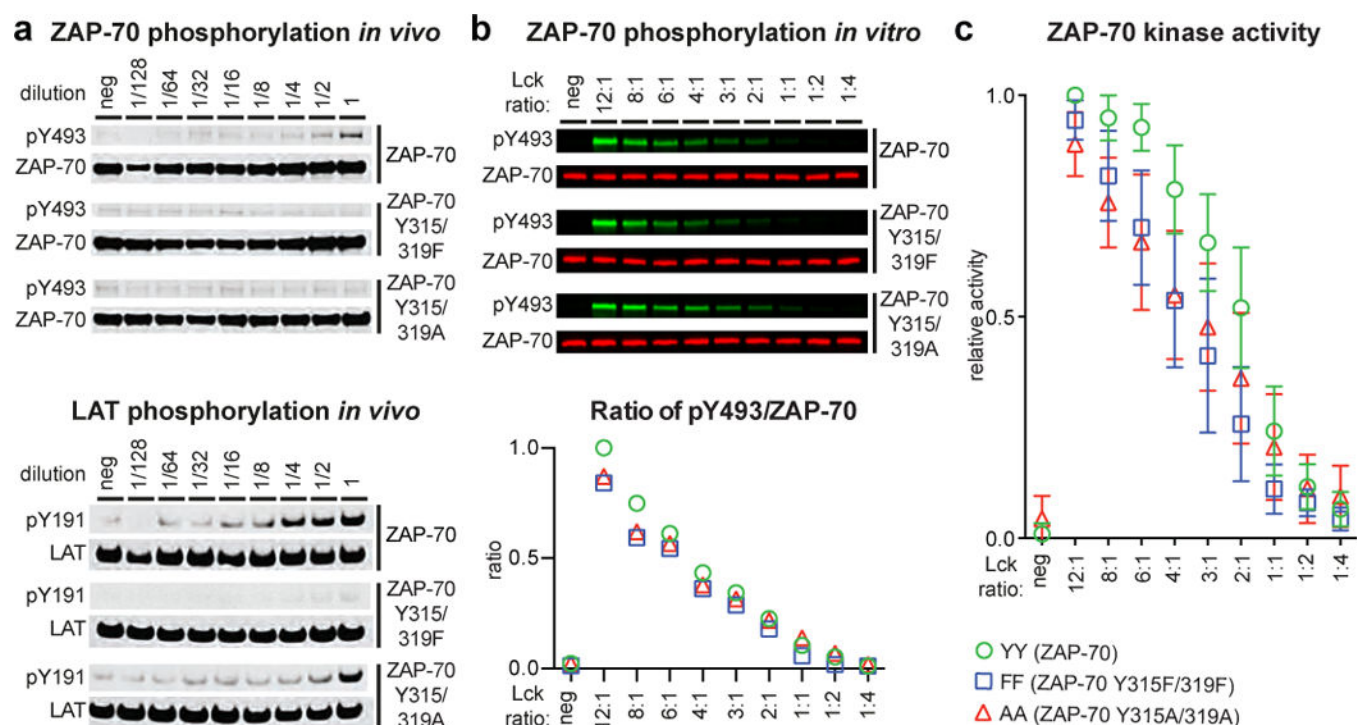 a ZAP-70 phosphorylation in vivo
dilution neg 1/128 1/64 1/32 1/16 1/8 1/4 1/2 1
pY493
ZAP-70
ZAP-70
pY493
ZAP-70
ZAP-70
Y315/
319F
pY493
ZAP-70
ZAP-70
Y315/
319A
LAT phosphorylation in vivo
dilution neg 1/128 1/64 1/32 1/16 1/8 1/4 1/2 1
pY191
LAT
ZAP-70
pY191
LAT
ZAP-70
Y315/
319F
pY191
LAT
ZAP-70
Y315/
319A
b ZAP-70 phosphorylation in vitro
Lck
ratio: neg 12:1 8:1 6:1 4:1 3:1 2:1 1:1 1:2 1:4
pY493
ZAP-70
ZAP-70
pY493
ZAP-70
ZAP-70
Y315/
319F
pY493
ZAP-70
ZAP-70
Y315/
319A
Ratio of pY493/ZAP-70
1.0
0.5
0.0
ratio
Lck
ratio: neg 12:1 8:1 6:1 4:1 3:1 2:1 1:1 1:2 1:4
c ZAP-70 kinase activity
1.0
0.5
0.0
relative activity
Lck
ratio: neg 12:1 8:1 6:1 4:1 3:1 2:1 1:1 1:2 1:4
YY (ZAP-70)
FF (ZAP-70 Y315F/319F)
AA (ZAP-70 Y315A/319A)